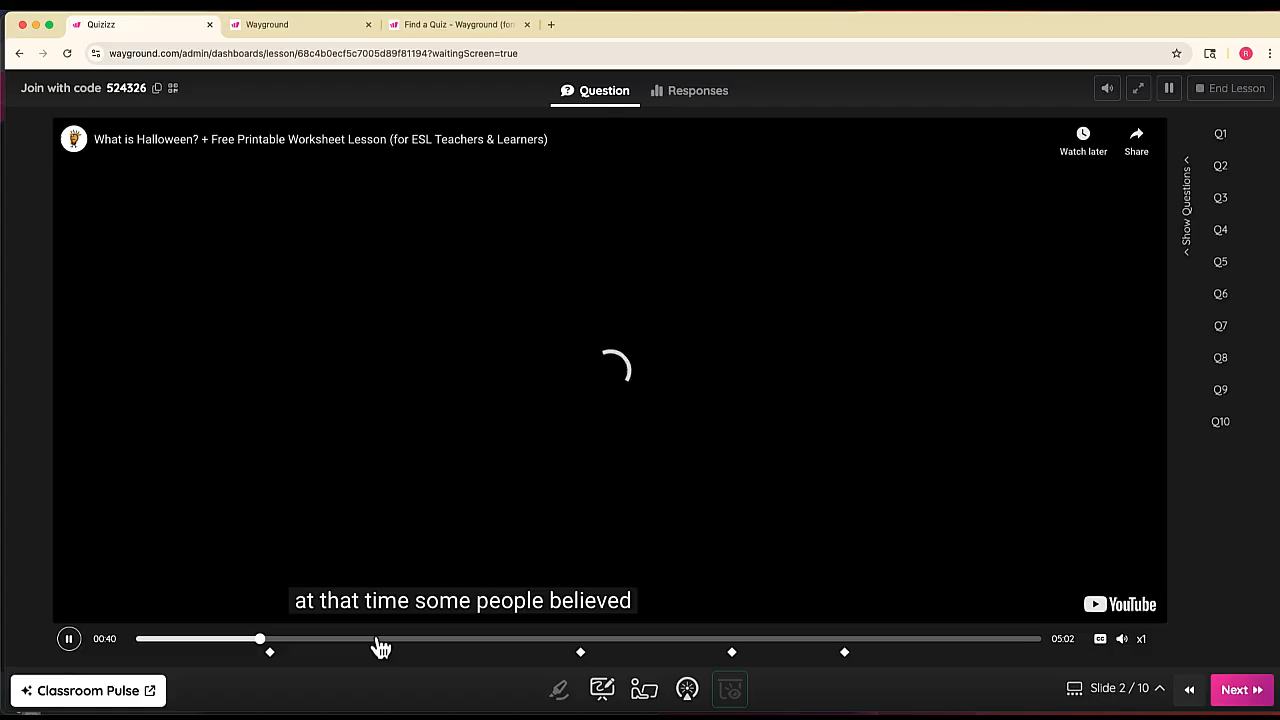 Quizizz
Wayground
Find a Quiz - Wayground (for
wayground.com/admin/dashboards/lesson/68c4b0ecf5c7005d89f81194?waitingScreen=true
R
Join with code 524326
Question
Responses
End Lesson
What is Halloween? + Free Printable Worksheet Lesson (for ESL Teachers & Learners)
Watch later
Share
Show Questions
Q1
Q2
Q3
Q4
Q5
Q6
Q7
Q8
Q9
Q10
at that time some people believed
YouTube
00:40
05:02
CC
x1
Classroom Pulse
Slide 2 / 10
Next